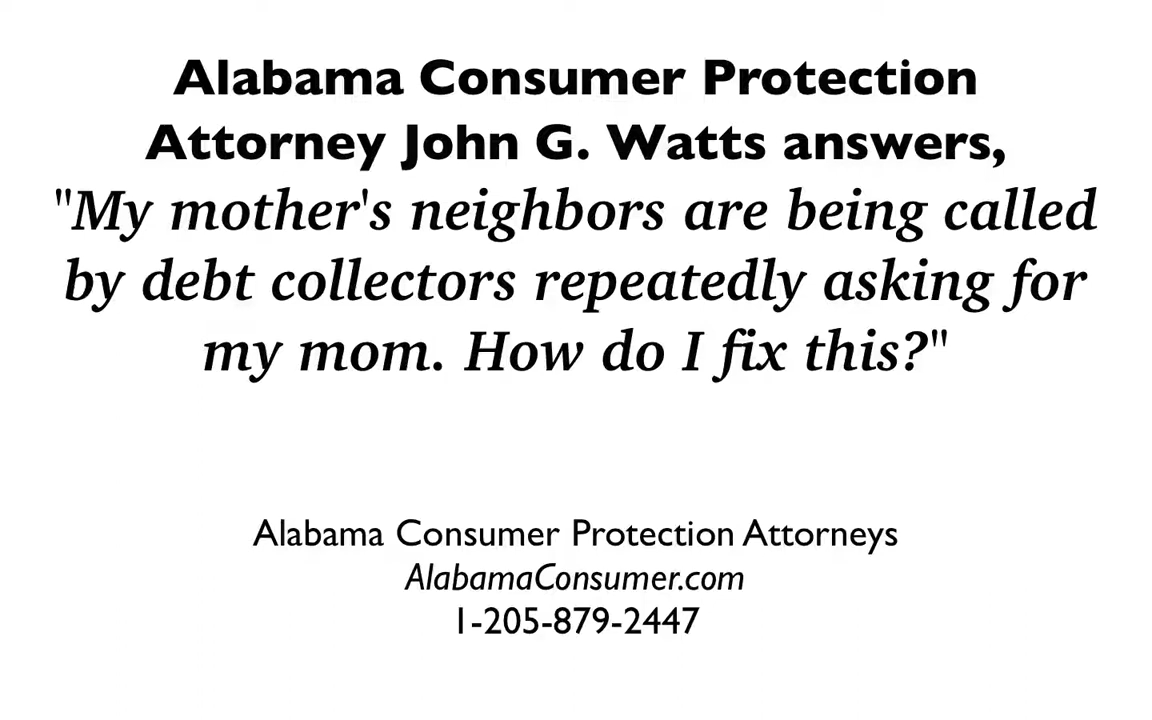 Alabama Consumer Protection
Attorney John G. Watts answers,
"My mother's neighbors are being called
by debt collectors repeatedly asking for
my mom. How do I fix this?"
Alabama Consumer Protection Attorneys
AlabamaConsumer.com
1-205-879-2447